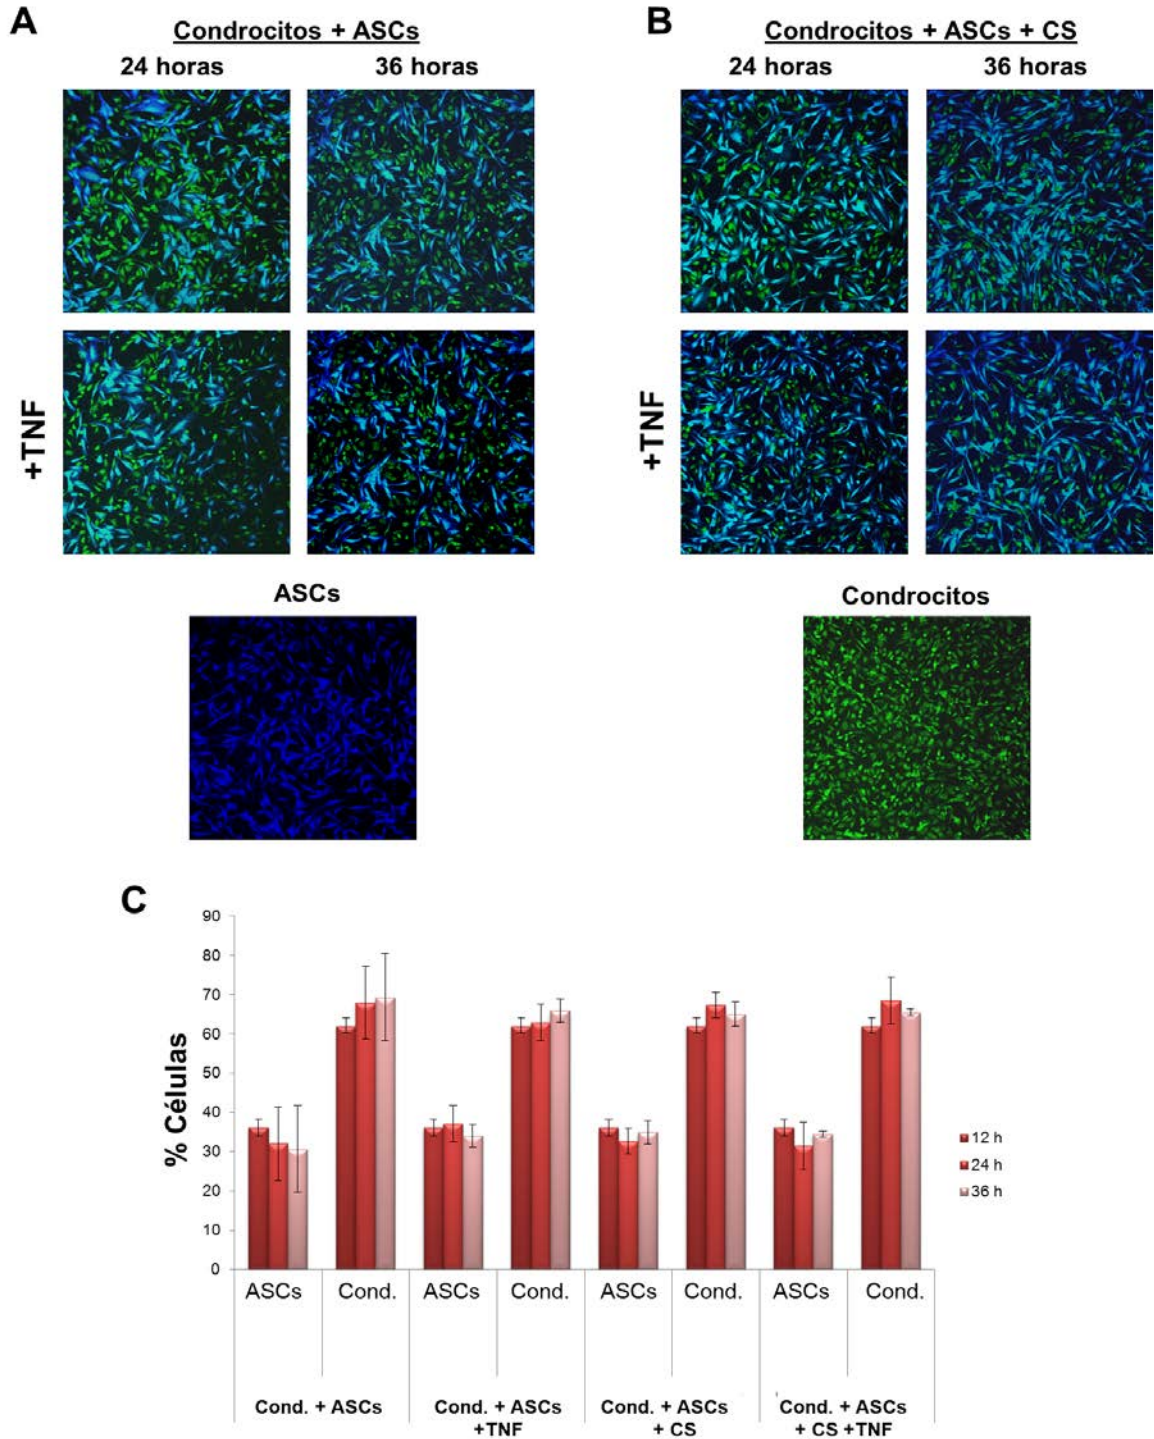 A
Condrocitos + ASCs
24 horas
36 horas
+TNF
B
Condrocitos + ASCs + CS
24 horas
36 horas
+TNF
ASCs
Condrocitos
C
% Células
90
80
70
60
50
40
30
20
10
0
ASCs
Cond.
ASCs
Cond.
ASCs
Cond.
ASCs
Cond.
Cond. + ASCs
Cond. + ASCs
+TNF
Cond. + ASCs
+ CS
Cond. + ASCs
+ CS +TNF
12 h
24 h
36 h